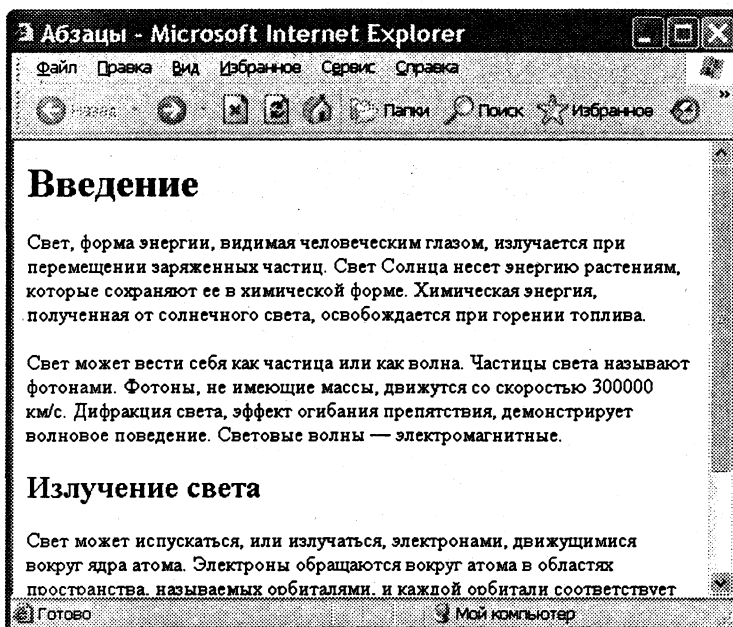 Абзацы - Microsoft Internet Explorer
Файл Правка Вид Избранное Сервис Справка
Назад Папки Поиск Избранное »
Введение
Свет, форма энергии, видимая человеческим глазом, излучается при
перемещении заряженных частиц. Свет Солнца несет энергию растениям,
которые сохраняют ее в химической форме. Химическая энергия,
полученная от солнечного света, освобождается при горении топлива.
Свет может вести себя как частица или как волна. Частицы света называют
фотонами. Фотоны, не имеющие массы, движутся со скоростью 300000
км/с. Дифракция света, эффект огибания препятствия, демонстрирует
волновое поведение. Световые волны — электромагнитные.
Излучение света
Свет может испускаться, или излучаться, электронами, движущимися
вокруг ядра атома. Электроны обращаются вокруг атома в областях
пространства, называемых орбиталями, и каждой орбитали соответствует
Готово Мой компьютер